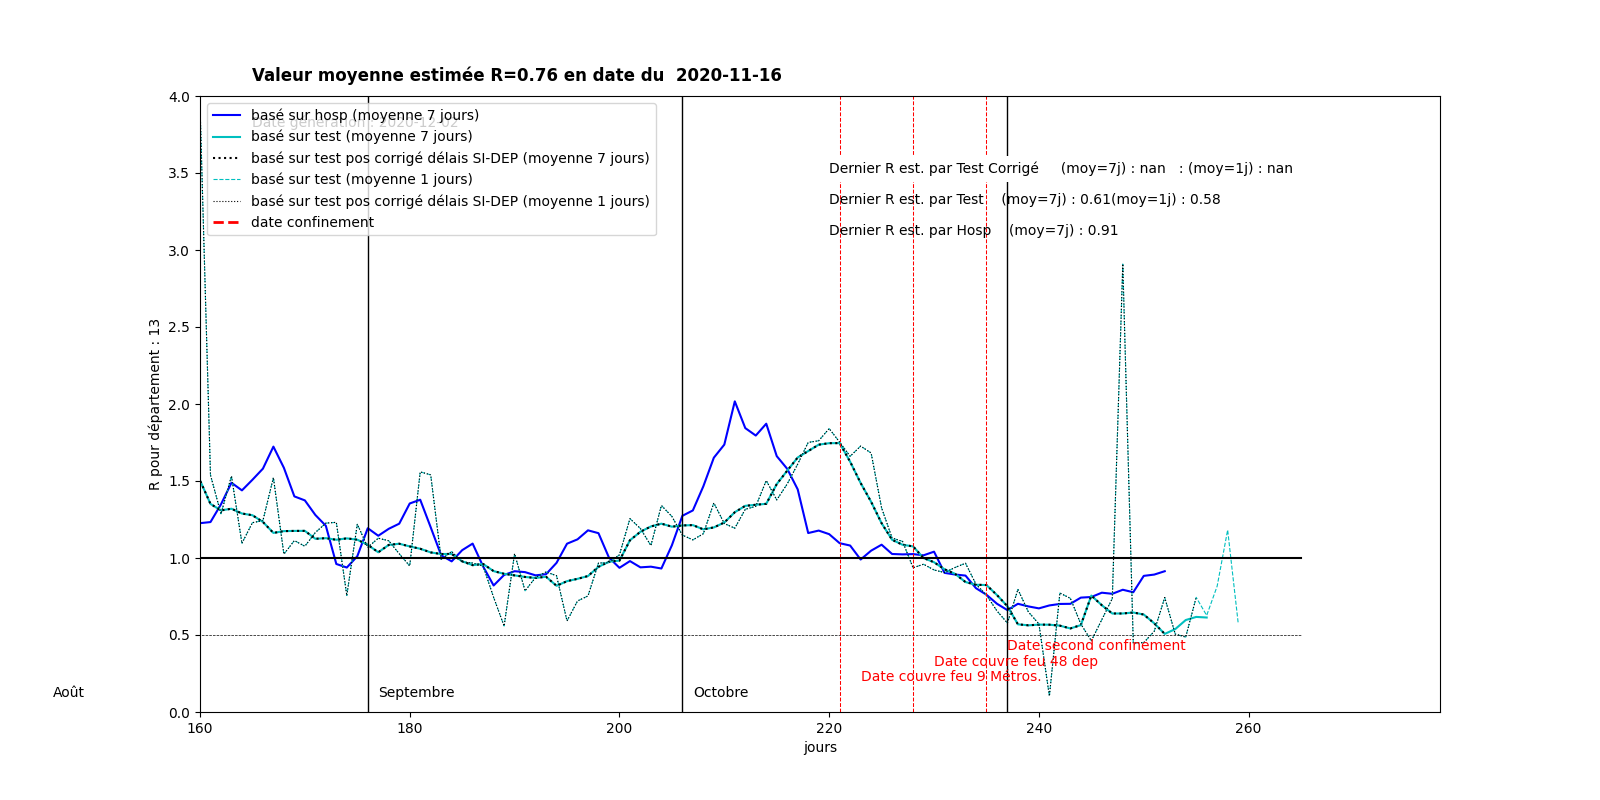 Valeur moyenne estimée R=0.76 en date du  2020-11-16
Date génération : 2020-12-02
basé sur hosp (moyenne 7 jours)
basé sur test (moyenne 7 jours)
basé sur test pos corrigé délais SI-DEP (moyenne 7 jours)
basé sur test (moyenne 1 jours)
basé sur test pos corrigé délais SI-DEP (moyenne 1 jours)
date confinement
Dernier R est. par Test Corrigé     (moy=7j) : nan   : (moy=1j) : nan
Dernier R est. par Test    (moy=7j) : 0.61(moy=1j) : 0.58
Dernier R est. par Hosp    (moy=7j) : 0.91
4.0
3.5
3.0
2.5
2.0
1.5
1.0
0.5
0.0
R pour département : 13
Date second confinement
Date couvre feu 48 dep
Date couvre feu 9 Métros.
Août
Septembre
Octobre
160
180
200
220
240
260
jours